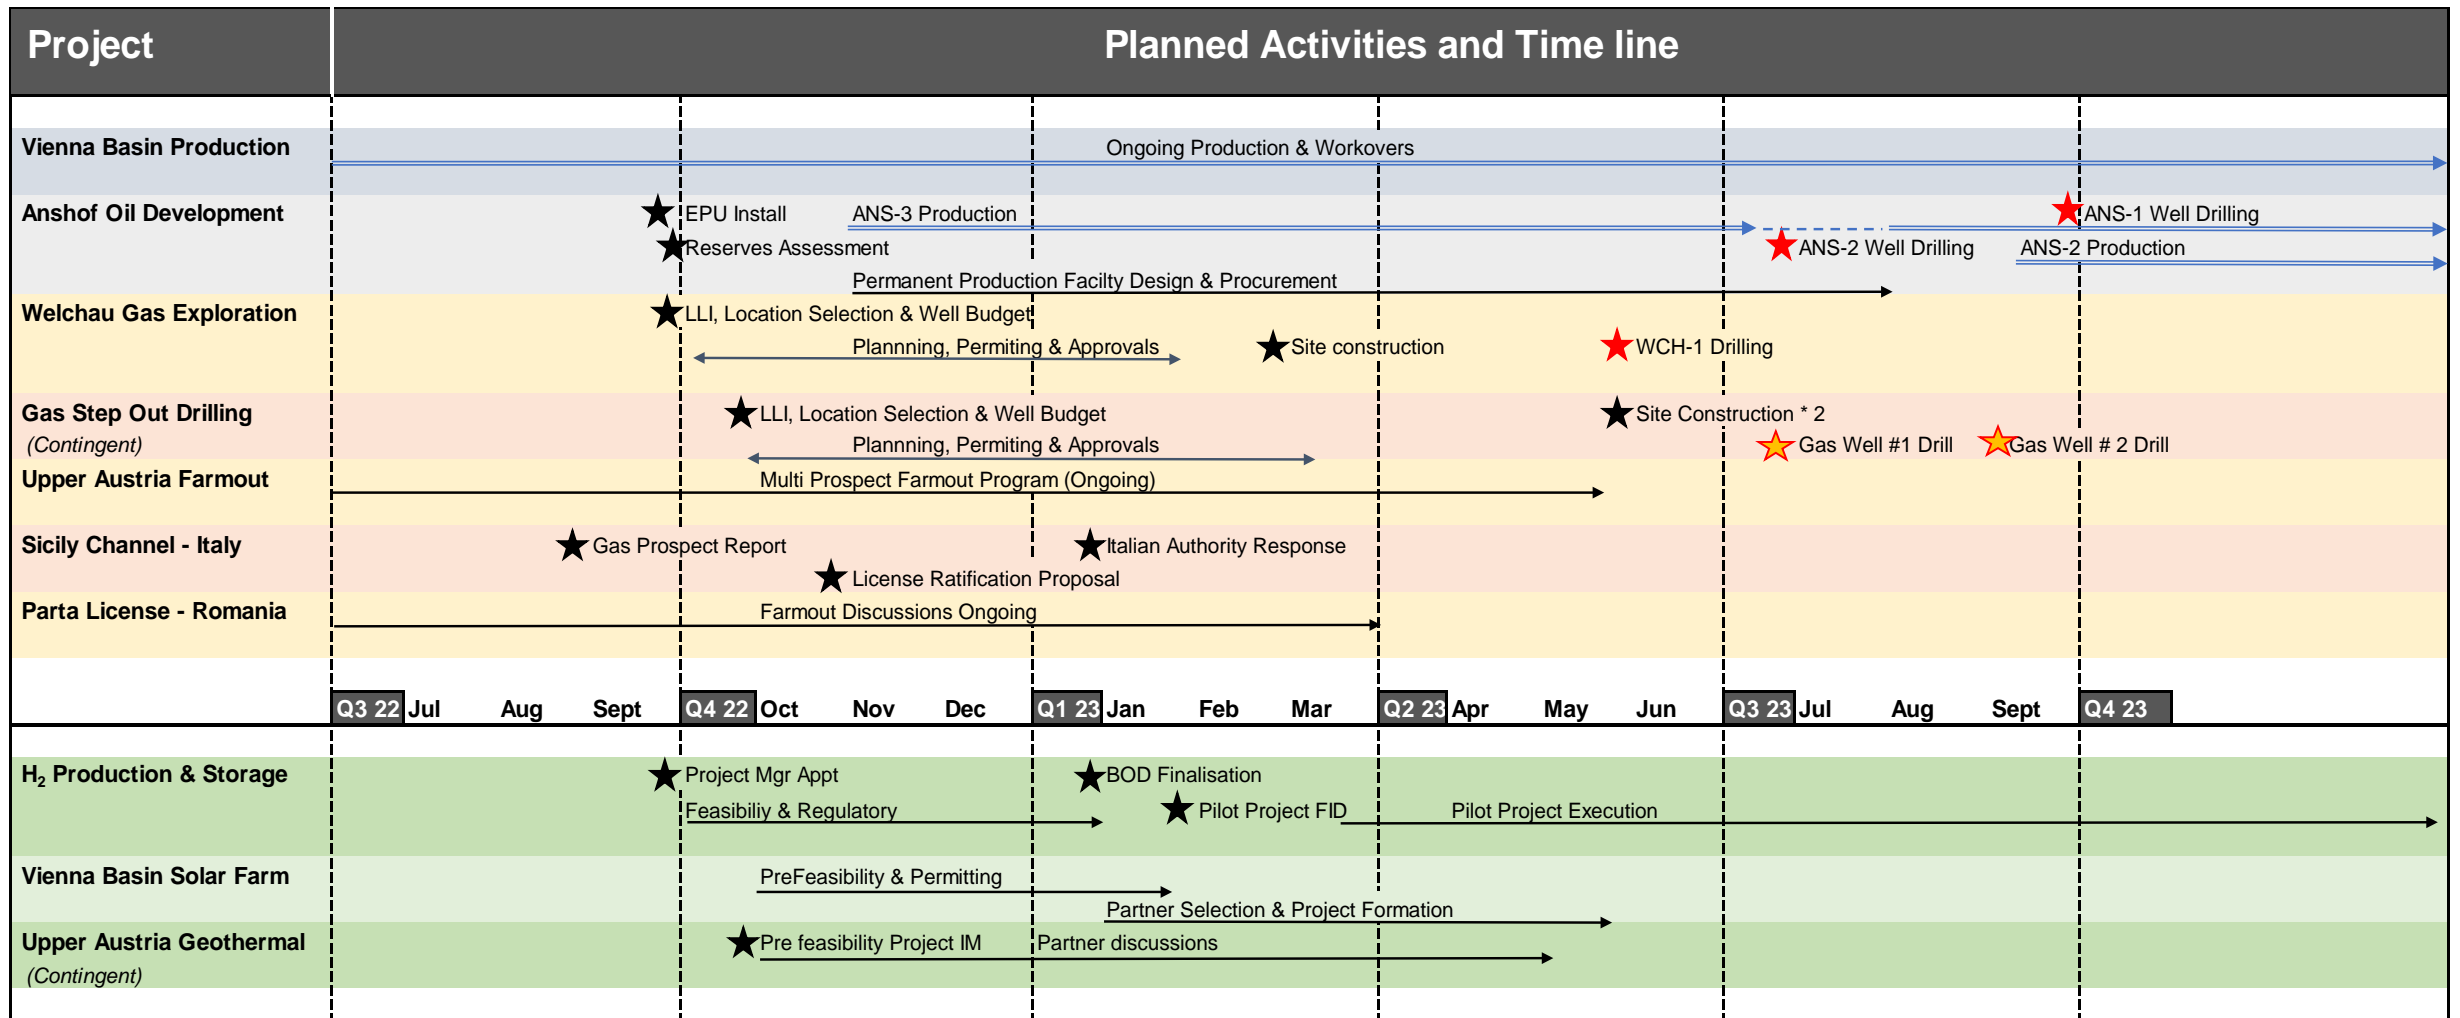 Project
Planned Activities and Time line
Vienna Basin Production
Ongoing Production & Workovers
Anshof Oil Development
EPU Install
ANS-3 Production
ANS-1 Well Drilling
Reserves Assessment
ANS-2 Well Drilling
ANS-2 Production
Permanent Production Facilty Design & Procurement
Welchau Gas Exploration
LLI, Location Selection & Well Budget
Plannning, Permiting & Approvals
Site construction
WCH-1 Drilling
Gas Step Out Drilling
LLI, Location Selection & Well Budget
Site Construction * 2
(Contingent)
Plannning, Permiting & Approvals
Gas Well #1 Drill
Gas Well # 2 Drill
Upper Austria Farmout
Multi Prospect Farmout Program (Ongoing)
Sicily Channel - Italy
Gas Prospect Report
Italian Authority Response
License Ratification Proposal
Parta License - Romania
Farmout Discussions Ongoing
Q3 22 Jul Aug Sept Q4 22 Oct Nov Dec Q1 23 Jan Feb Mar Q2 23 Apr May Jun Q3 23 Jul Aug Sept Q4 23
H2 Production & Storage
Project Mgr Appt
BOD Finalisation
Feasibiliy & Regulatory
Pilot Project FID
Pilot Project Execution
Vienna Basin Solar Farm
PreFeasibility & Permitting
Partner Selection & Project Formation
Upper Austria Geothermal
Pre feasibility Project IM
Partner discussions
(Contingent)